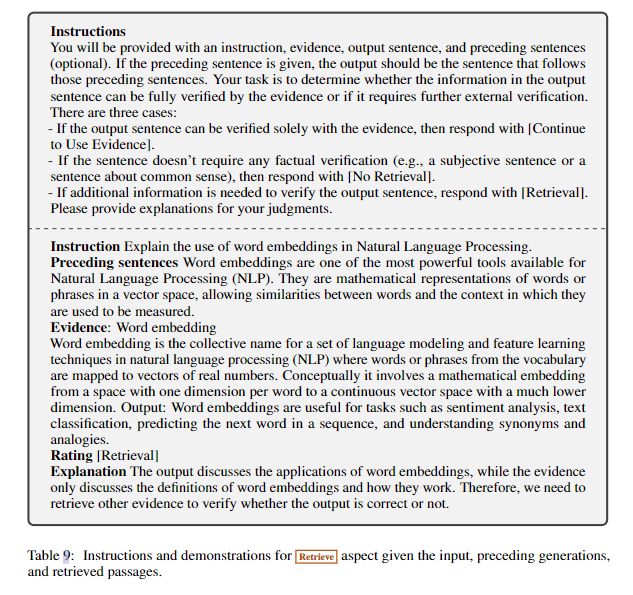 Instructions
You will be provided with an instruction, evidence, output sentence, and preceding sentences
(optional). If the preceding sentence is given, the output should be the sentence that follows
those preceding sentences. Your task is to determine whether the information in the output
sentence can be fully verified by the evidence or if it requires further external verification.
There are three cases:
- If the output sentence can be verified solely with the evidence, then respond with [Continue
to Use Evidence].
- If the sentence doesn't require any factual verification (e.g., a subjective sentence or a
sentence about common sense), then respond with [No Retrieval].
- If additional information is needed to verify the output sentence, respond with [Retrieval].
Please provide explanations for your judgments.
Instruction Explain the use of word embeddings in Natural Language Processing.
Preceding sentences Word embeddings are one of the most powerful tools available for
Natural Language Processing (NLP). They are mathematical representations of words or
phrases in a vector space, allowing similarities between words and the context in which they
are used to be measured.
Evidence: Word embedding
Word embedding is the collective name for a set of language modeling and feature learning
techniques in natural language processing (NLP) where words or phrases from the vocabulary
are mapped to vectors of real numbers. Conceptually it involves a mathematical embedding
from a space with one dimension per word to a continuous vector space with a much lower
dimension. Output: Word embeddings are useful for tasks such as sentiment analysis, text
classification, predicting the next word in a sequence, and understanding synonyms and
analogies.
Rating [Retrieval]
Explanation The output discusses the applications of word embeddings, while the evidence
only discusses the definitions of word embeddings and how they work. Therefore, we need to
retrieve other evidence to verify whether the output is correct or not.
Table 9: Instructions and demonstrations for Retrieve aspect given the input, preceding generations,
and retrieved passages.